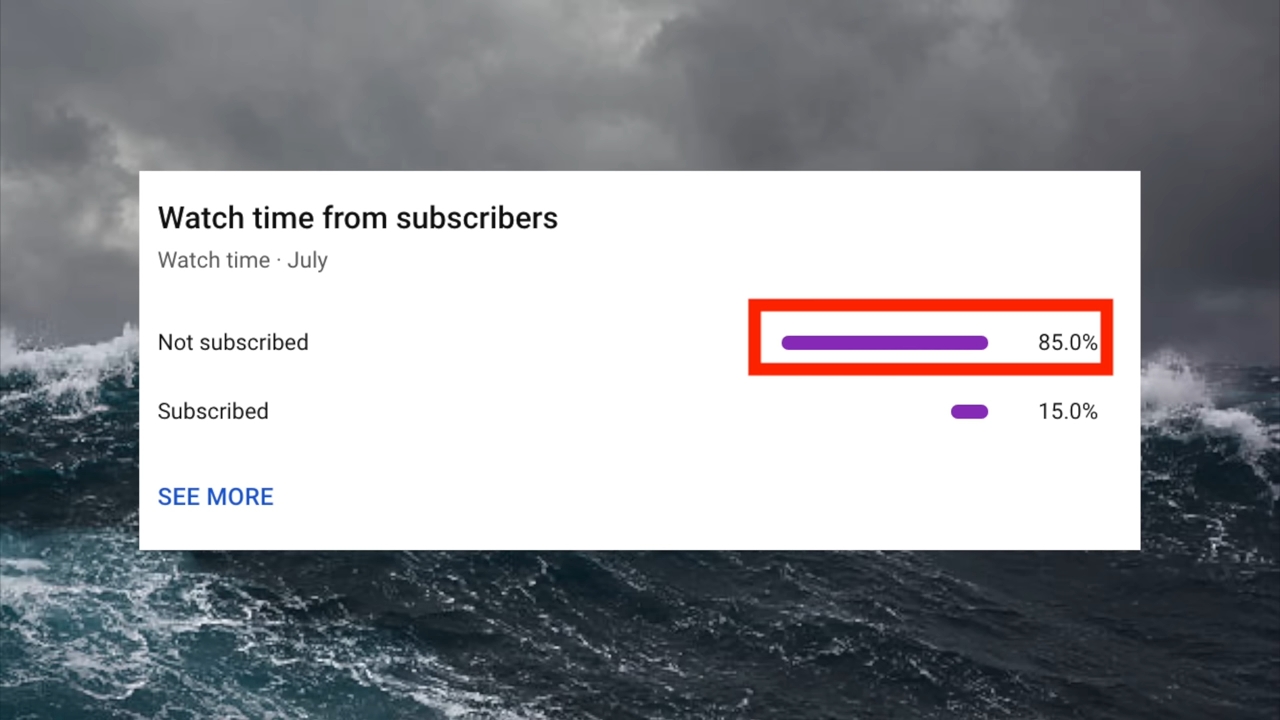 Watch time from subscribers
Watch time · July
Not subscribed 85.0%
Subscribed 15.0%
SEE MORE